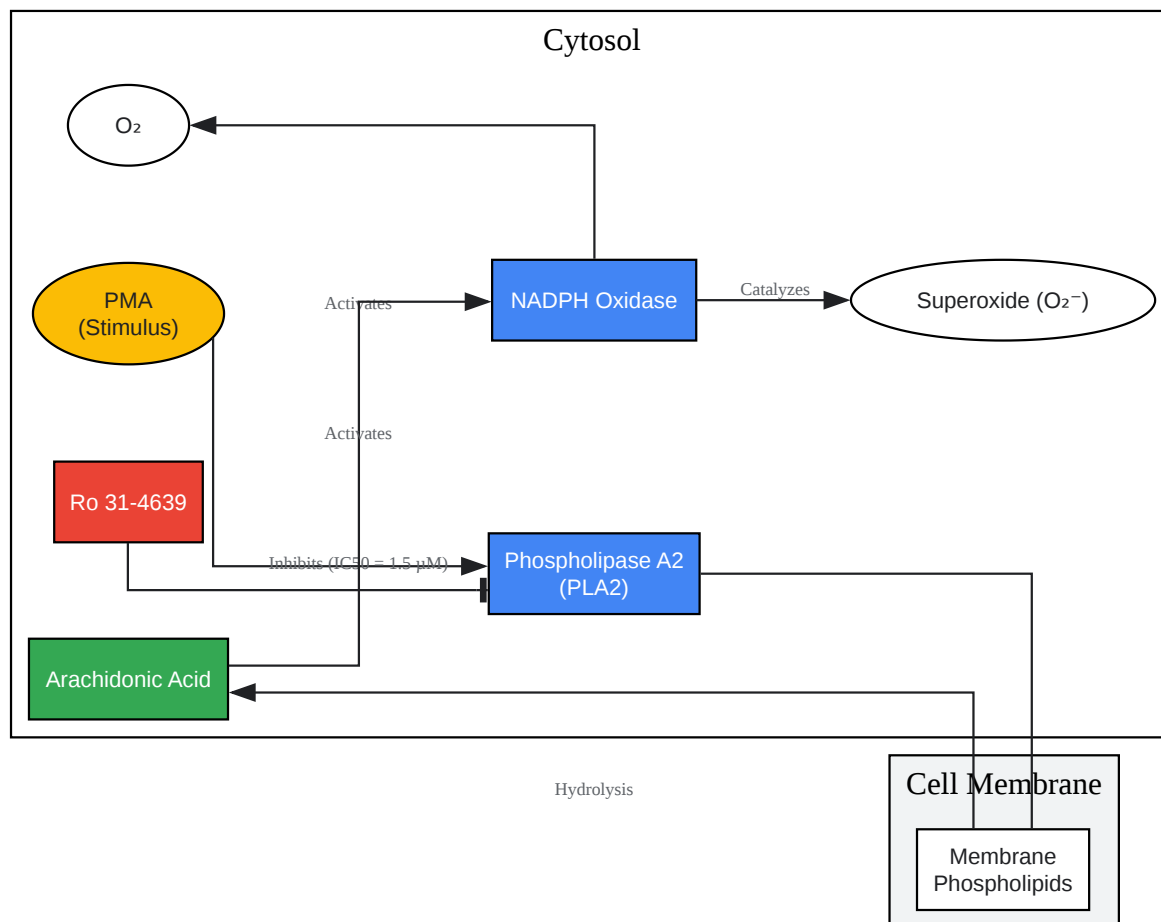 Cytosol
O₂
PMA
(Stimulus)
Activates
NADPH Oxidase
Catalyzes
Superoxide (O₂⁻)
Activates
Ro 31-4639
Inhibits (IC50 = 1.5 µM)
Phospholipase A2
(PLA2)
Arachidonic Acid
Hydrolysis
Cell Membrane
Membrane
Phospholipids